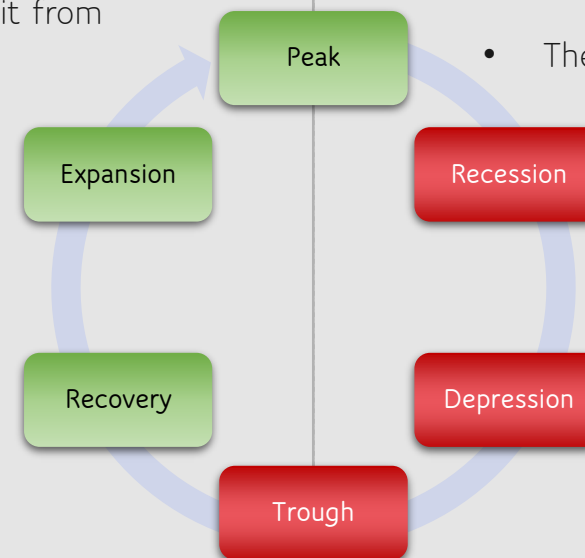 it from
Peak
• The
Expansion
Recession
Recovery
Depression
Trough